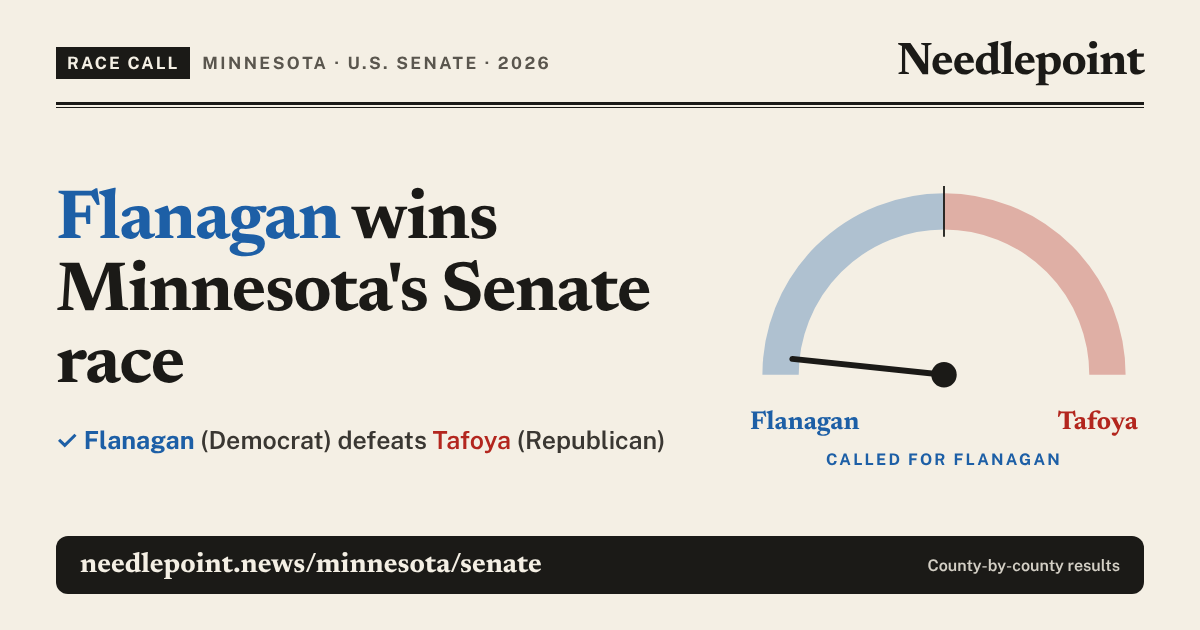 RACE CALL
MINNESOTA · U.S. SENATE · 2026
Needlepoint
Flanagan wins
Minnesota's Senate
race
✓ Flanagan (Democrat) defeats Tafoya (Republican)
Flanagan
Tafoya
CALLED FOR FLANAGAN
needlepoint.news/minnesota/senate
County-by-county results